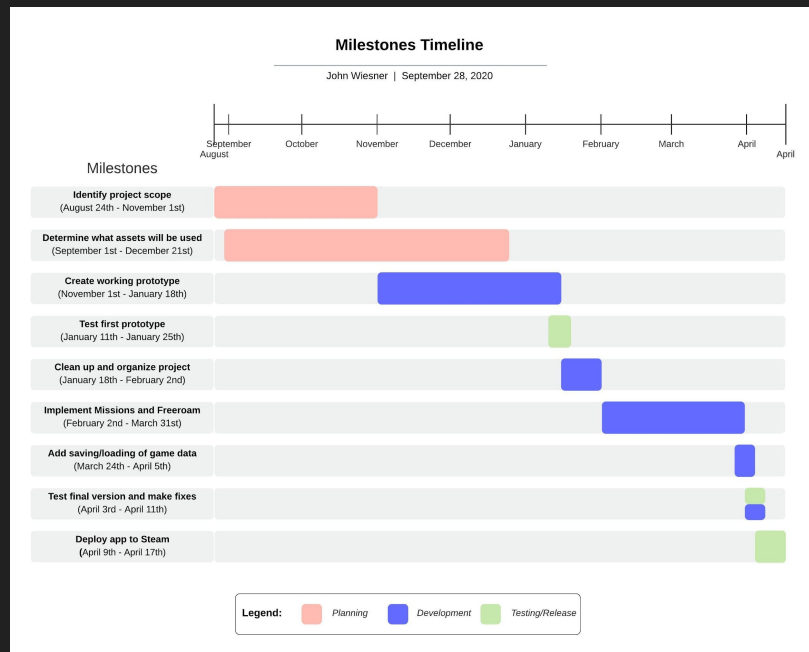 Milestones Timeline
John Wiesner | September 28, 2020
September October November December January February March April
August April
Milestones
Identify project scope
(August 24th - November 1st)
Determine what assets will be used
(September 1st - December 21st)
Create working prototype
(November 1st - January 18th)
Test first prototype
(January 11th - January 25th)
Clean up and organize project
(January 18th - February 2nd)
Implement Missions and Freeroam
(February 2nd - March 31st)
Add saving/loading of game data
(March 24th - April 5th)
Test final version and make fixes
(April 3rd - April 11th)
Deploy app to Steam
(April 9th - April 17th)
Legend: Planning Development Testing/Release